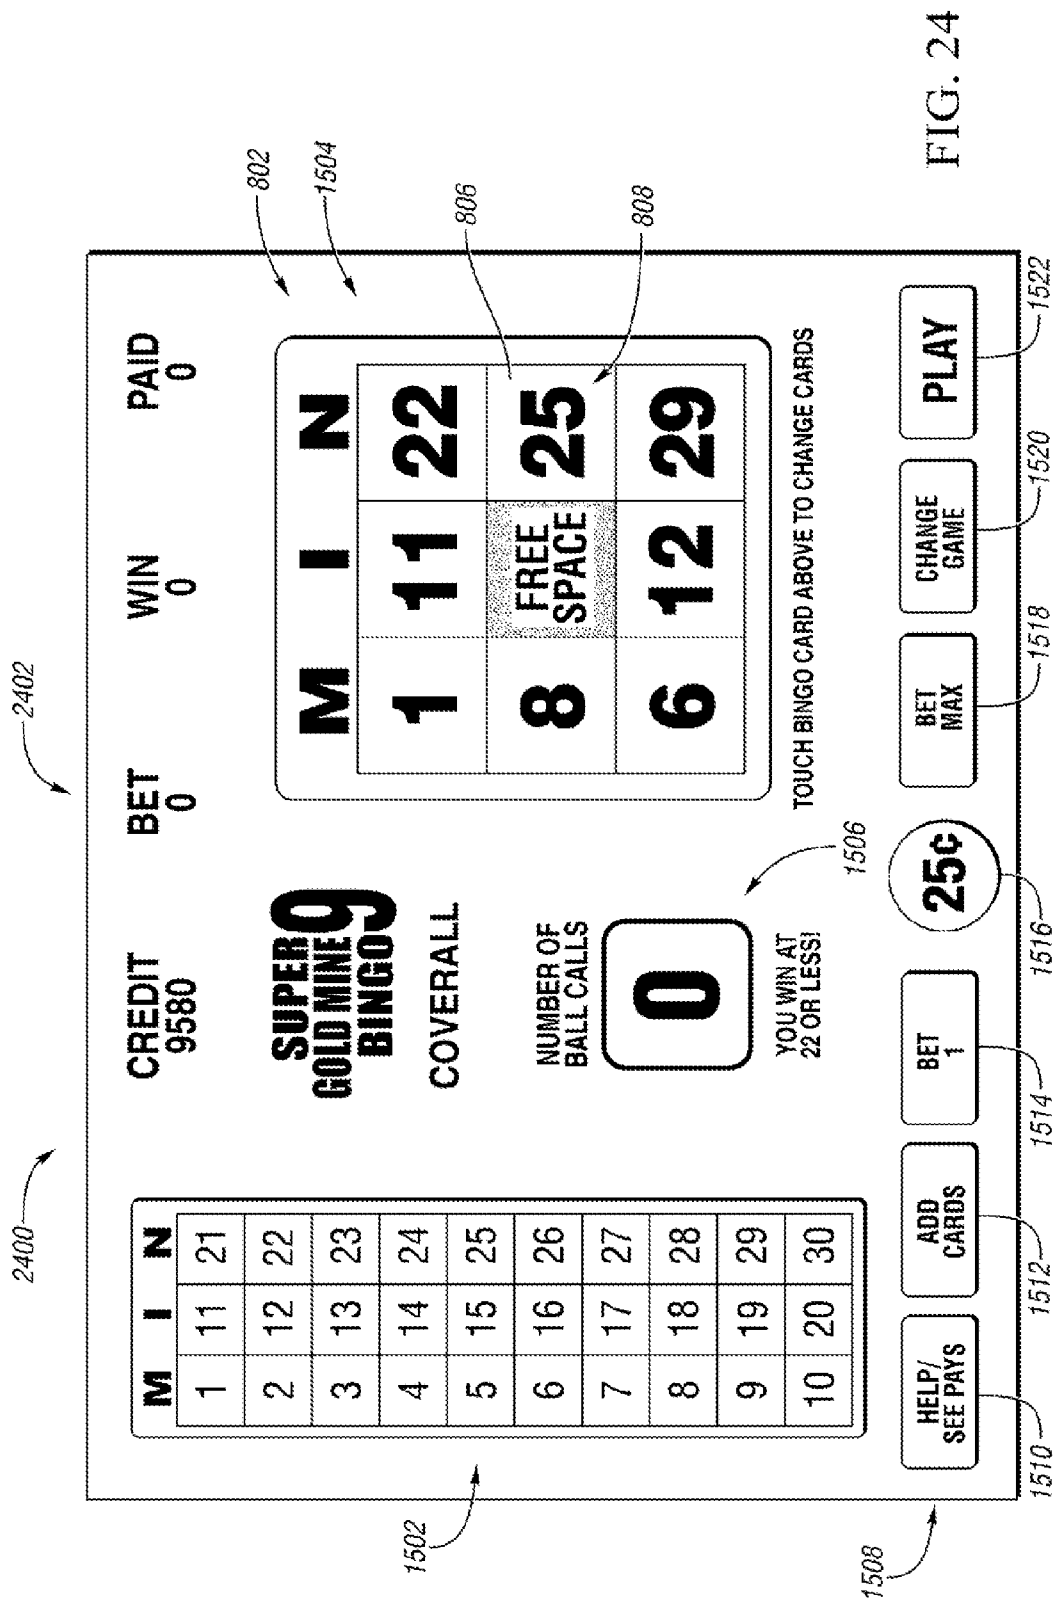 2400
2402
CREDIT BET WIN PAID
9580 0 0 0
802
1504
M I N
1 11 21
2 12 22
3 13 23
4 14 24
5 15 25
6 16 26
7 17 27
8 18 28
9 19 29
10 20 30
1502
SUPER
GOLD MINE 9
BINGO
COVERALL
NUMBER OF
BALL CALLS
0
YOU WIN AT
22 OR LESS!
1506
M I N
1 11 22
8 FREE SPACE 25
6 12 29
806
808
TOUCH BINGO CARD ABOVE TO CHANGE CARDS
1508
HELP/
SEE PAYS
ADD
CARDS
BET
1
25¢
BET
MAX
CHANGE
GAME
PLAY
1510 1512 1514 1516 1518 1520 1522
FIG. 24